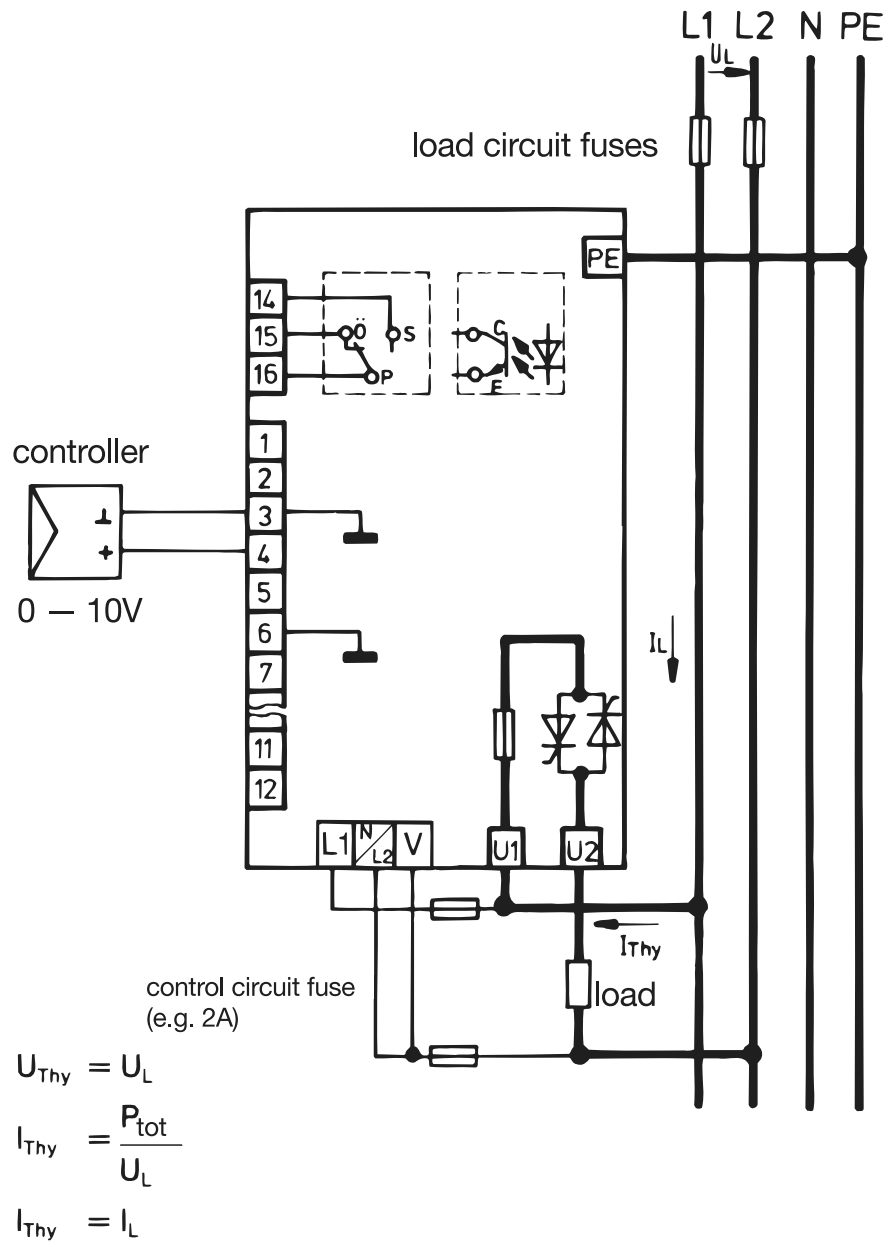 L1 L2 N PE
UL
load circuit fuses
PE
14
15
16
Ö
S
P
C
E
1
2
3
4
5
6
7
11
12
controller
⊥
+
0 – 10V
IL
L1 N/L2 V U1 U2
IThy
load
control circuit fuse
(e.g. 2A)
UThy = UL
IThy = Ptot
UL
IThy = IL